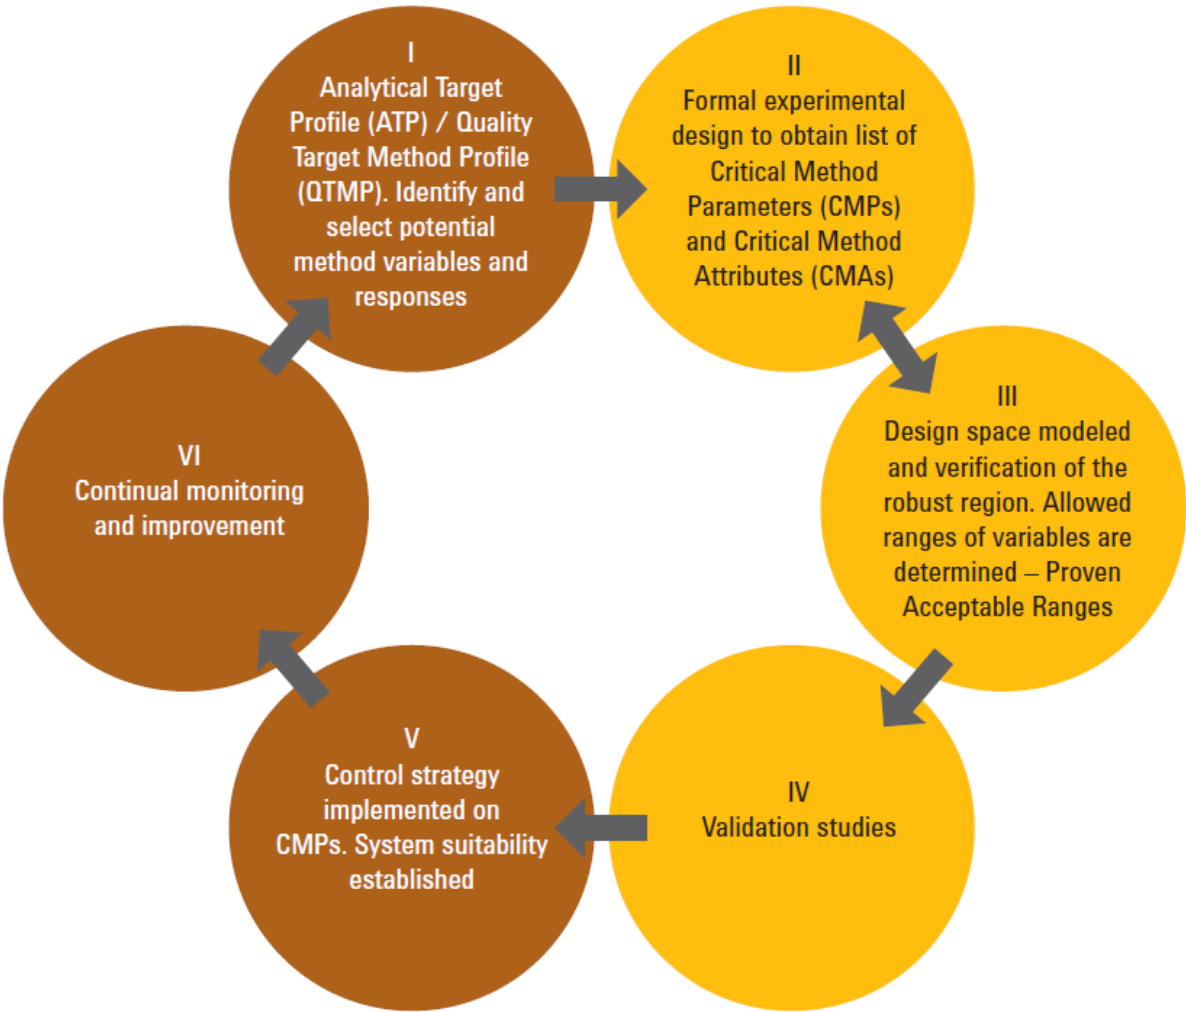 I
Analytical Target
Profile (ATP) / Quality
Target Method Profile
(QTMP). Identify and
select potential
method variables and
responses
II
Formal experimental
design to obtain list of
Critical Method
Parameters (CMPs)
and Critical Method
Attributes (CMAs)
III
Design space modeled
and verification of the
robust region. Allowed
ranges of variables are
determined – Proven
Acceptable Ranges
IV
Validation studies
V
Control strategy
implemented on
CMPs. System suitability
established
VI
Continual monitoring
and improvement